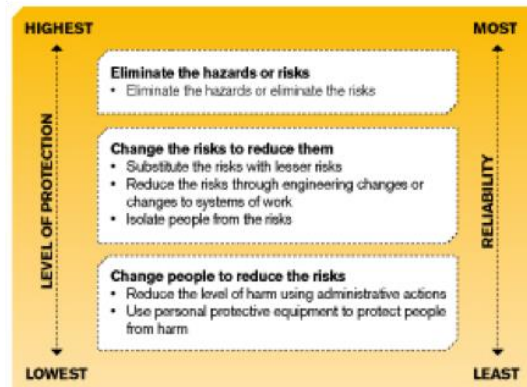 HIGHEST
MOST
Eliminate the hazards or risks
• Eliminate the hazards or eliminate the risks
Change the risks to reduce them
• Substitute the risks with lesser risks
• Reduce the risks through engineering changes or
changes to systems of work
• Isolate people from the risks
Change people to reduce the risks
• Reduce the level of harm using administrative actions
• Use personal protective equipment to protect people
from harm
LEVEL OF PROTECTION
RELIABILITY
LOWEST
LEAST